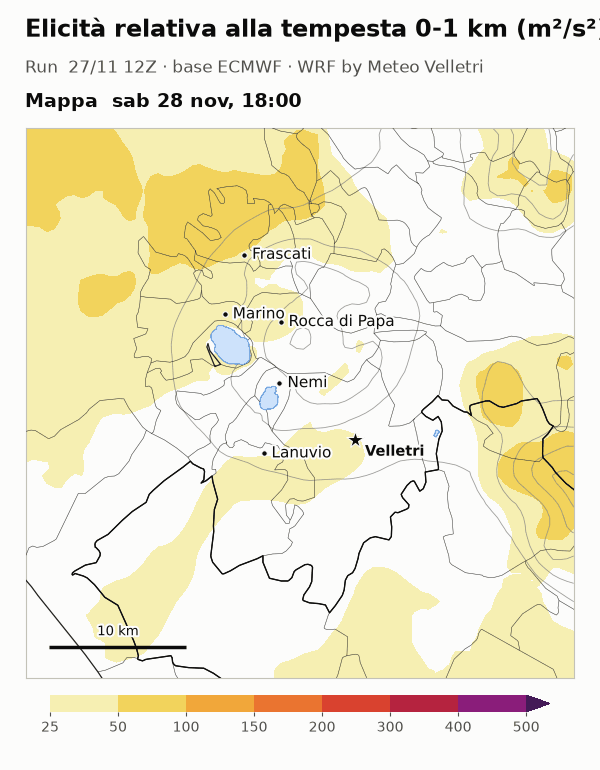 Elicità relativa alla tempesta 0-1 km (m²/s²)
Run 27/11 12Z · base ECMWF · WRF by Meteo Velletri
Mappa sab 28 nov, 18:00
Frascati
Marino
Rocca di Papa
Nemi
Velletri
Lanuvio
10 km
25 50 100 150 200 300 400 500